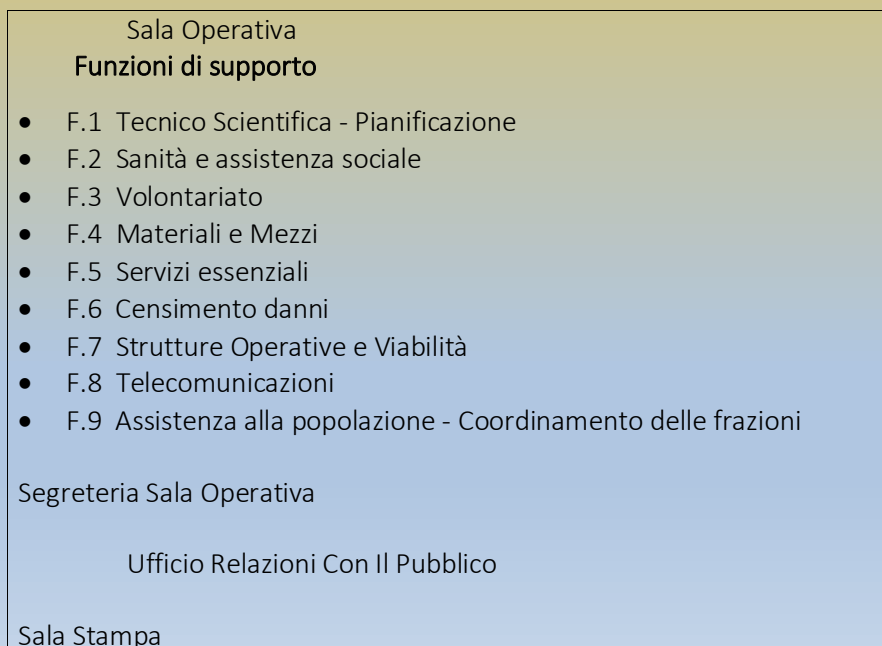 Sala Operativa
Funzioni di supporto
• F.1 Tecnico Scientifica - Pianificazione
• F.2 Sanità e assistenza sociale
• F.3 Volontariato
• F.4 Materiali e Mezzi
• F.5 Servizi essenziali
• F.6 Censimento danni
• F.7 Strutture Operative e Viabilità
• F.8 Telecomunicazioni
• F.9 Assistenza alla popolazione - Coordinamento delle frazioni
Segreteria Sala Operativa
Ufficio Relazioni Con Il Pubblico
Sala Stampa